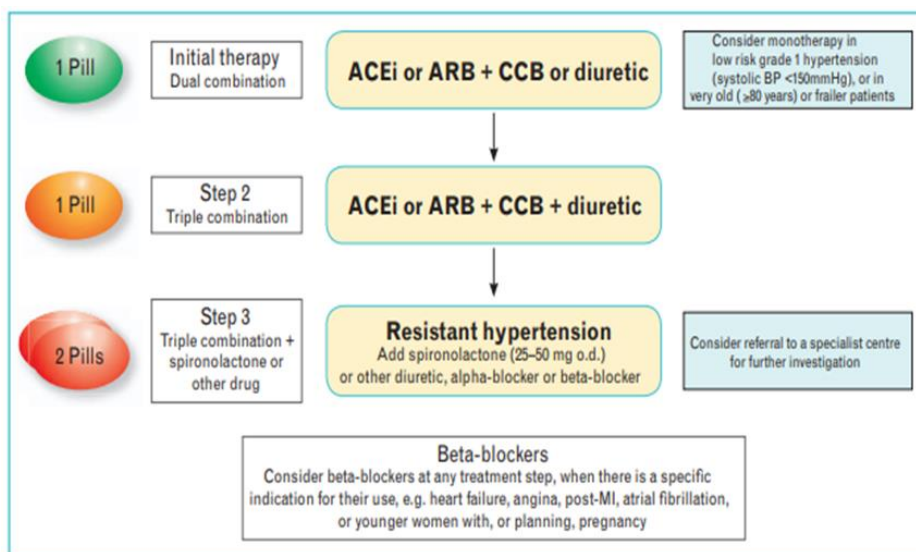 1 Pill
Initial therapy
Dual combination
ACEi or ARB + CCB or diuretic
Consider monotherapy in
low risk grade 1 hypertension
(systolic BP <150mmHg), or in
very old ( ≥80 years) or frailer patients
1 Pill
Step 2
Triple combination
ACEi or ARB + CCB + diuretic
2 Pills
Step 3
Triple combination +
spironolactone or
other drug
Resistant hypertension
Add spironolactone (25–50 mg o.d.)
or other diuretic, alpha-blocker or beta-blocker
Consider referral to a specialist centre
for further investigation
Beta-blockers
Consider beta-blockers at any treatment step, when there is a specific
indication for their use, e.g. heart failure, angina, post-MI, atrial fibrillation,
or younger women with, or planning, pregnancy